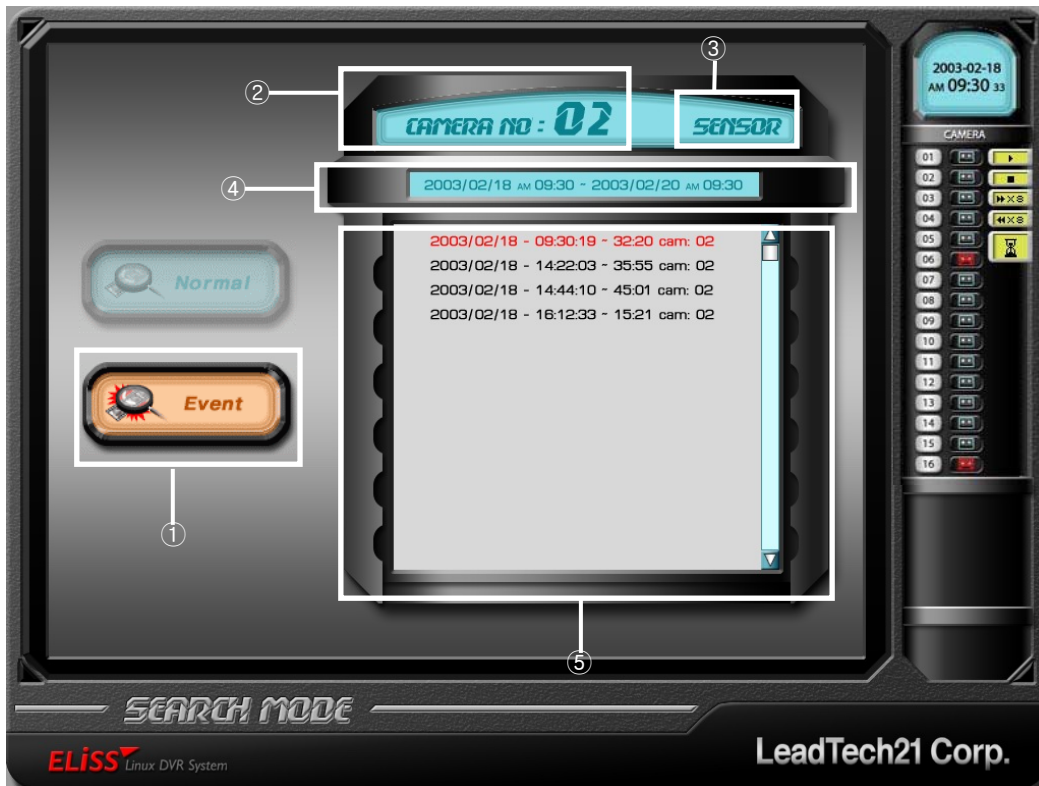 ③
②
CAMERA NO : 02
SENSOR
④
2003/02/18 AM 09:30 ~ 2003/02/20 AM 09:30
2003/02/18 - 09:30:19 ~ 32:20 cam: 02
2003/02/18 - 14:22:03 ~ 35:55 cam: 02
2003/02/18 - 14:44:10 ~ 45:01 cam: 02
2003/02/18 - 16:12:33 ~ 15:21 cam: 02
Normal
Event
①
⑤
2003-02-18
AM 09:30 33
CAMERA
01
02
03 X8
04 X8
05
06
07
08
09
10
11
12
13
14
15
16
SEARCH MODE
ELiSS Linux DVR System
LeadTech21 Corp.